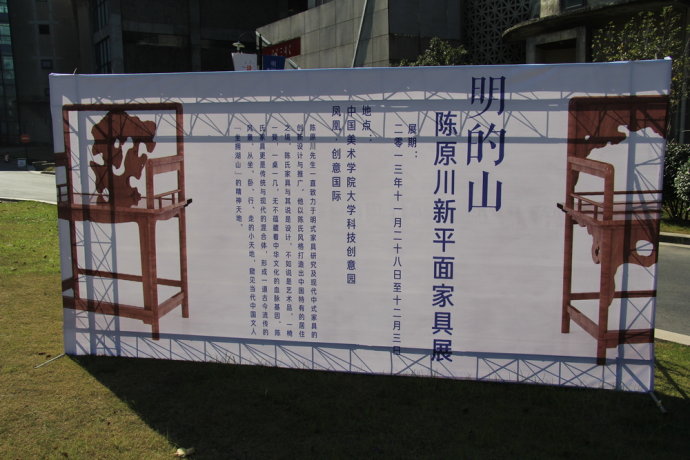 明的山
陈原川新平面家具展
展期：
二零一三年十一月二十八日至十二月三日
地点：
中国美术学院大学科技创意园
凤凰·创意国际
陈原川先生一直致力于明式家具研究及现代中式家具的
创新设计与推广，他以陈氏风格打造出中国特有的居住
之境。陈氏家具与其说是设计，不如说是艺术品，一椅
一凳、一桌一几，无不蕴藏着中华文化的血脉基因。陈
氏家具更是传统与现代的混合体，形成一道古今流传的
风景，从坐、卧、行、走的小天地，窥见当代中国文人
“坐拥湖山”的精神天地。